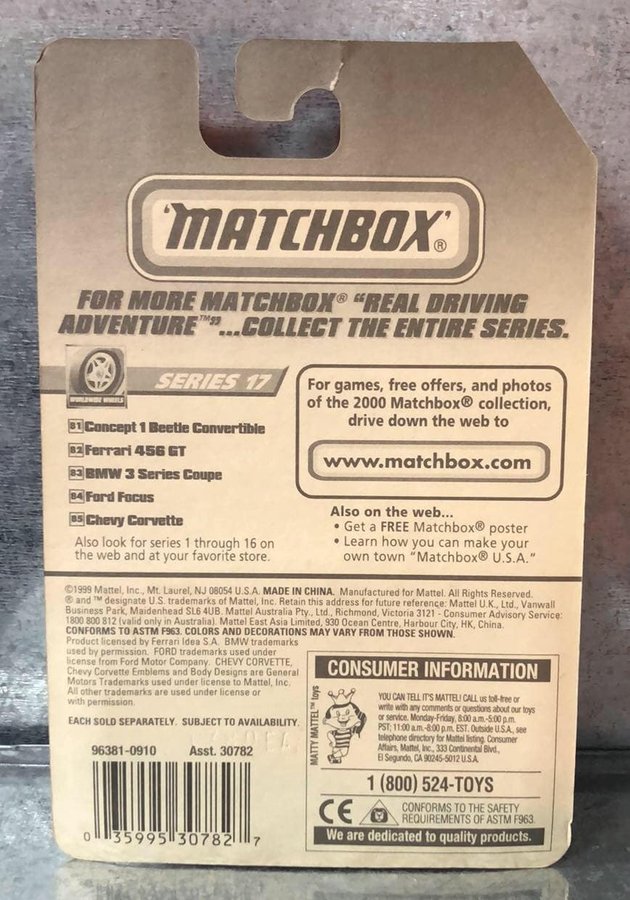 'MATCHBOX'®
FOR MORE MATCHBOX® "REAL DRIVING
ADVENTURE™"...COLLECT THE ENTIRE SERIES.
WORLDWIDE WHEELS
SERIES 17
81 Concept 1 Beetle Convertible
82 Ferrari 456 GT
83 BMW 3 Series Coupe
84 Ford Focus
85 Chevy Corvette
Also look for series 1 through 16 on
the web and at your favorite store.
For games, free offers, and photos
of the 2000 Matchbox® collection,
drive down the web to
www.matchbox.com
Also on the web...
• Get a FREE Matchbox® poster
• Learn how you can make your
own town "Matchbox® U.S.A."
©1999 Mattel, Inc., Mt. Laurel, NJ 08054 U.S.A. MADE IN CHINA. Manufactured for Mattel. All Rights Reserved.
® and ™ designate U.S. trademarks of Mattel, Inc. Retain this address for future reference: Mattel U.K., Ltd., Vanwall
Business Park, Maidenhead SL6 4UB. Mattel Australia Pty., Ltd., Richmond, Victoria 3121 - Consumer Advisory Service:
1800 800 812 (valid only in Australia). Mattel East Asia Limited, 930 Ocean Centre, Harbour City, HK, China.
CONFORMS TO ASTM F963. COLORS AND DECORATIONS MAY VARY FROM THOSE SHOWN.
Product licensed by Ferrari Idea S.A. BMW trademarks
used by permission. FORD trademarks used under
license from Ford Motor Company. CHEVY CORVETTE,
Chevy Corvette Emblems and Body Designs are General
Motors Trademarks used under license to Mattel, Inc.
All other trademarks are used under license or
with permission.
EACH SOLD SEPARATELY. SUBJECT TO AVAILABILITY.
96381-0910 Asst. 30782
0 35995 30782 7
CONSUMER INFORMATION
MATTY MATTEL™ toys
YOU CAN TELL IT'S MATTEL! CALL us toll-free or
write with any comments or questions about our toys
or service. Monday-Friday, 8:00 a.m.-5:00 p.m.
PST; 11:00 a.m.-8:00 p.m. EST. Outside U.S.A., see
telephone directory for Mattel listing. Consumer
Affairs, Mattel, Inc., 333 Continental Blvd.,
El Segundo, CA 90245-5012 U.S.A.
1 (800) 524-TOYS
CE
CONFORMS TO THE SAFETY
REQUIREMENTS OF ASTM F963.
We are dedicated to quality products.